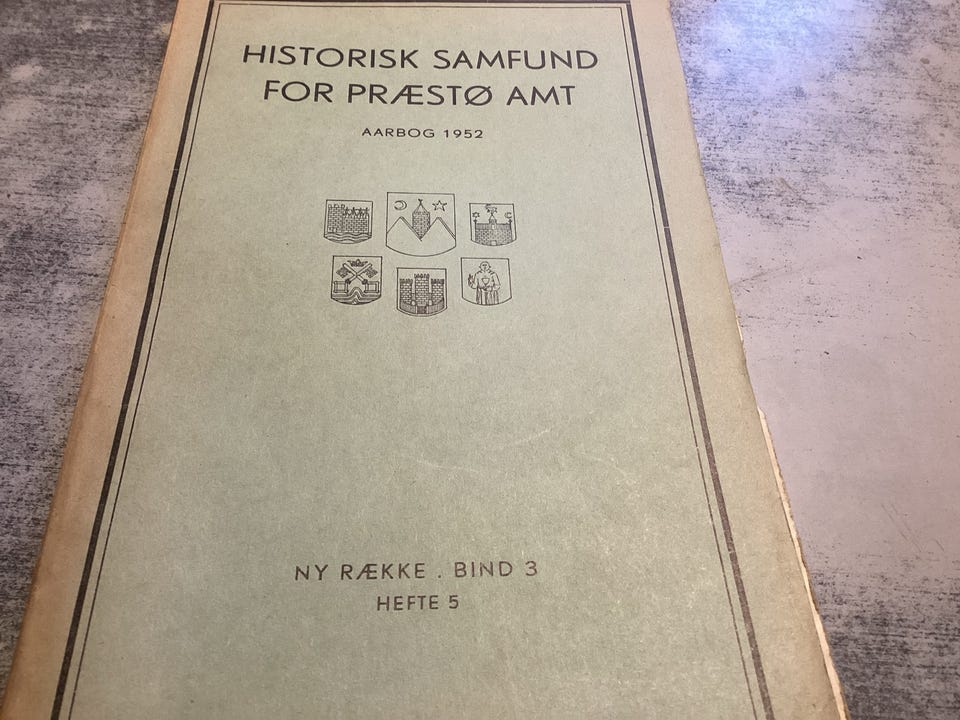 HISTORISK SAMFUND
FOR PRÆSTØ AMT
AARBOG 1952
NY RÆKKE . BIND 3
HEFTE 5